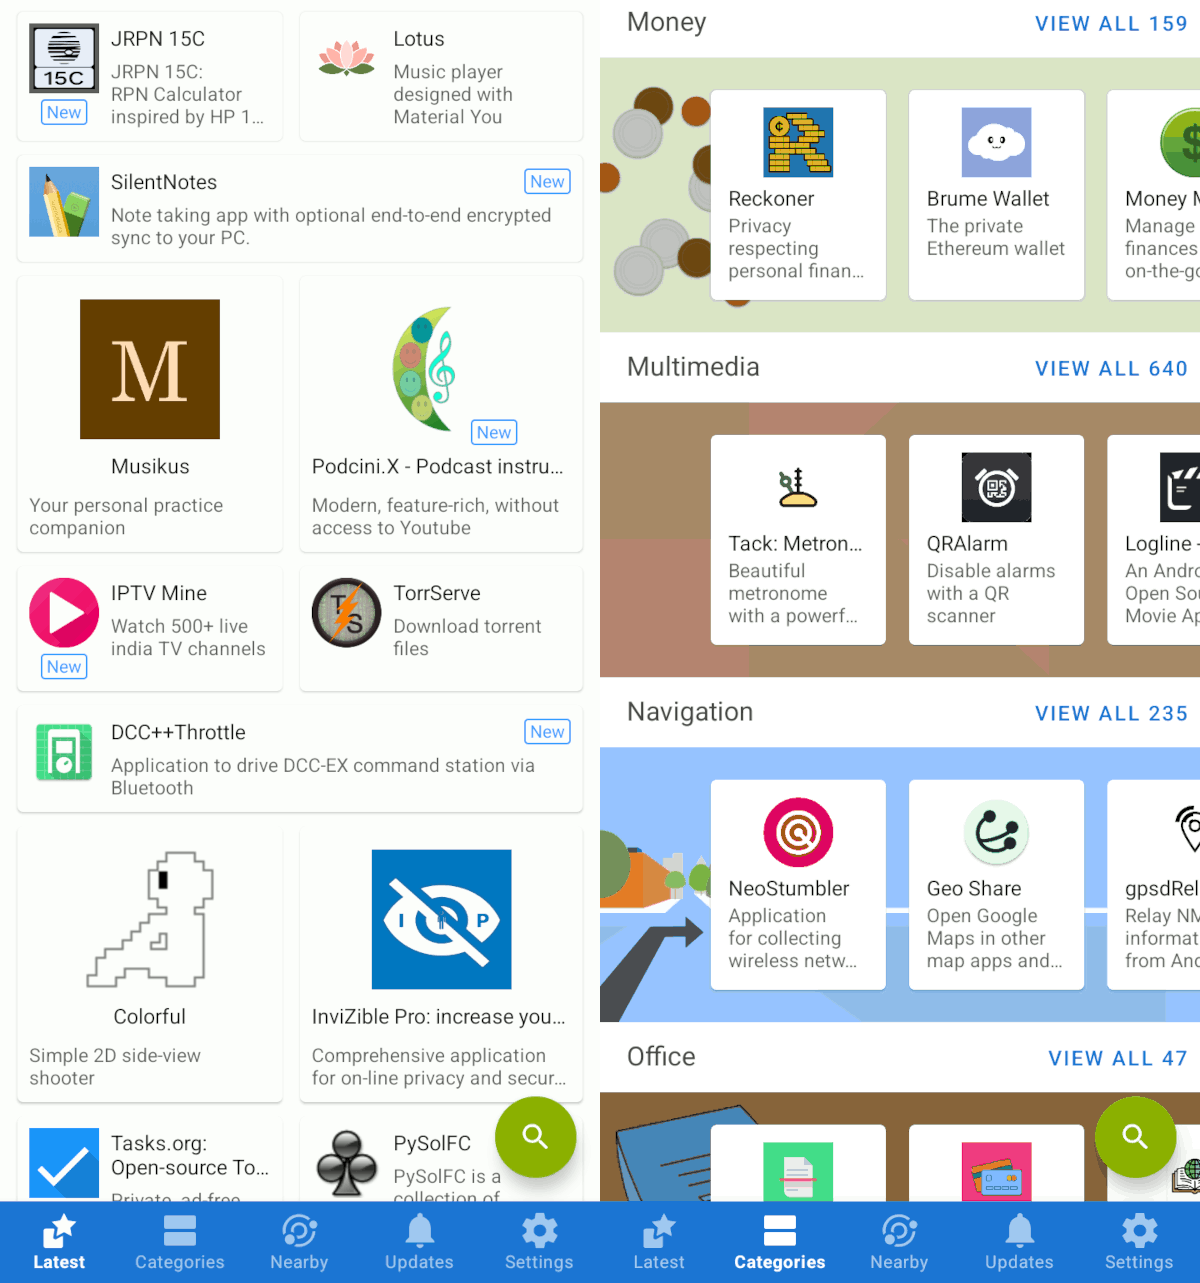 JRPN 15C
JRPN 15C:
RPN Calculator
inspired by HP 1...
15C
New
Lotus
Music player
designed with
Material You
SilentNotes
New
Note taking app with optional end-to-end encrypted
sync to your PC.
M
Musikus
Your personal practice
companion
New
Podcini.X - Podcast instru...
Modern, feature-rich, without
access to Youtube
IPTV Mine
Watch 500+ live
india TV channels
New
TS
TorrServe
Download torrent
files
DCC++Throttle
New
Application to drive DCC-EX command station via
Bluetooth
Colorful
Simple 2D side-view
shooter
I P
InviZible Pro: increase you...
Comprehensive application
for on-line privacy and secur...
Tasks.org:
Open-source To...
Private, ad-free
PySolFC
PySolFC is a
collection of
Latest
Categories
Nearby
Updates
Settings
Money
VIEW ALL 159
Reckoner
Privacy
respecting
personal finan...
Brume Wallet
The private
Ethereum wallet
$
Money M
Manage
finances
on-the-go
Multimedia
VIEW ALL 640
Tack: Metron...
Beautiful
metronome
with a powerf...
QRAlarm
Disable alarms
with a QR
scanner
Logline -
An Andro
Open Sou
Movie Ap
Navigation
VIEW ALL 235
NeoStumbler
Application
for collecting
wireless netw...
Geo Share
Open Google
Maps in other
map apps and...
gpsdRel
Relay NM
informat
from And
Office
VIEW ALL 47
Latest
Categories
Nearby
Updates
Settings